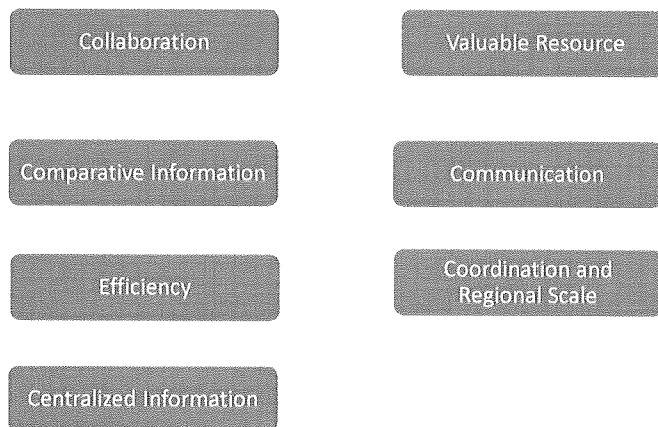 Collaboration
Valuable Resource
Comparative Information
Communication
Efficiency
Coordination and
Regional Scale
Centralized Information